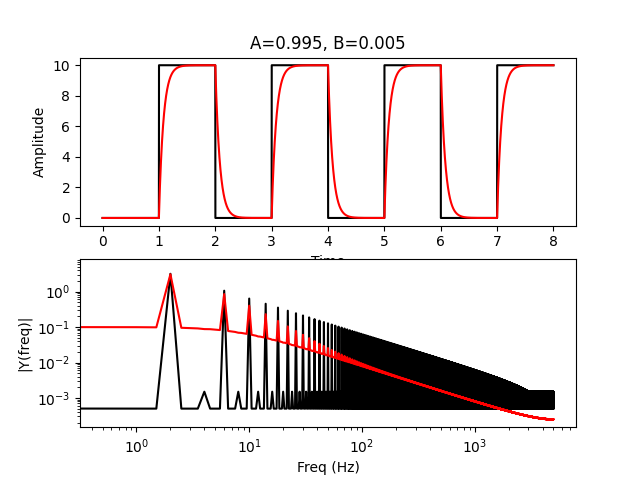 A=0.995, B=0.005
Amplitude
10
8
6
4
2
0
0 1 2 3 4 5 6 7 8
|Y(freq)|
10⁰
10⁻¹
10⁻²
10⁻³
10⁰ 10¹ 10² 10³
Freq (Hz)